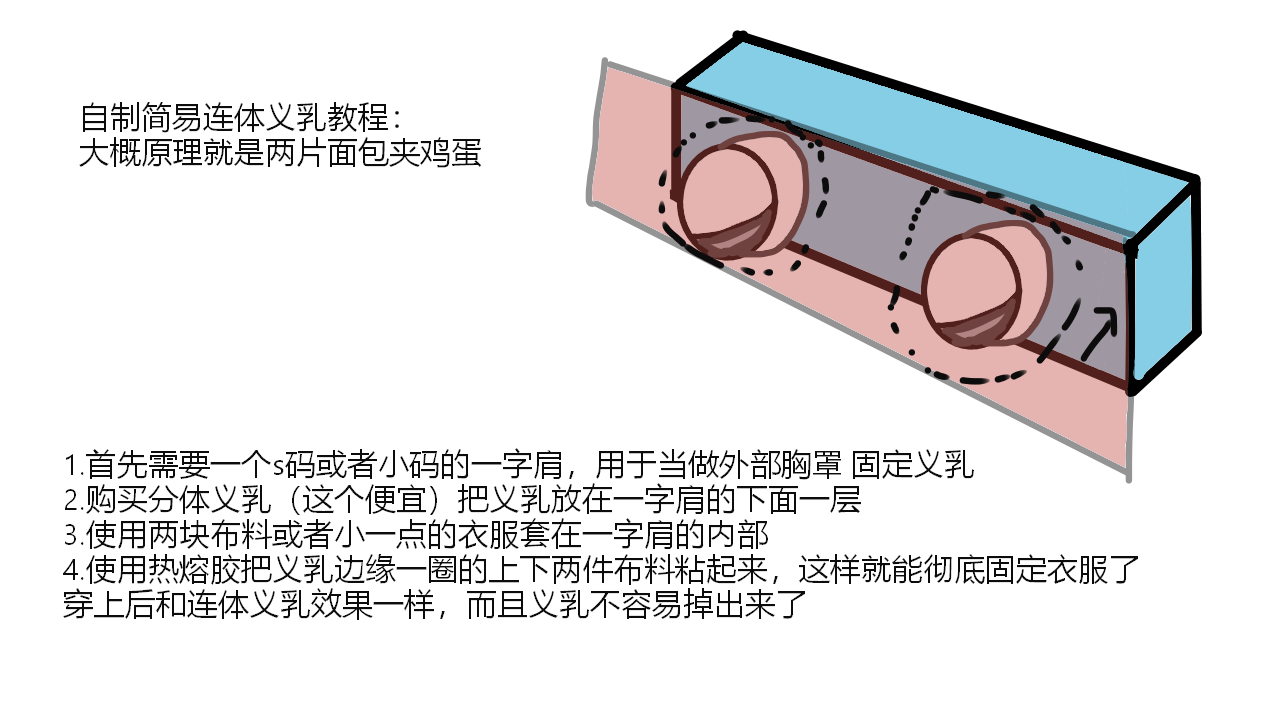 自制简易连体义乳教程：
大概原理就是两片面包夹鸡蛋
1.首先需要一个s码或者小码的一字肩，用于当做外部胸罩 固定义乳
2.购买分体义乳（这个便宜）把义乳放在一字肩的下面一层
3.使用两块布料或者小一点的衣服套在一字肩的内部
4.使用热熔胶把义乳边缘一圈的上下两件布料粘起来，这样就能彻底固定衣服了
穿上后和连体义乳效果一样，而且义乳不容易掉出来了